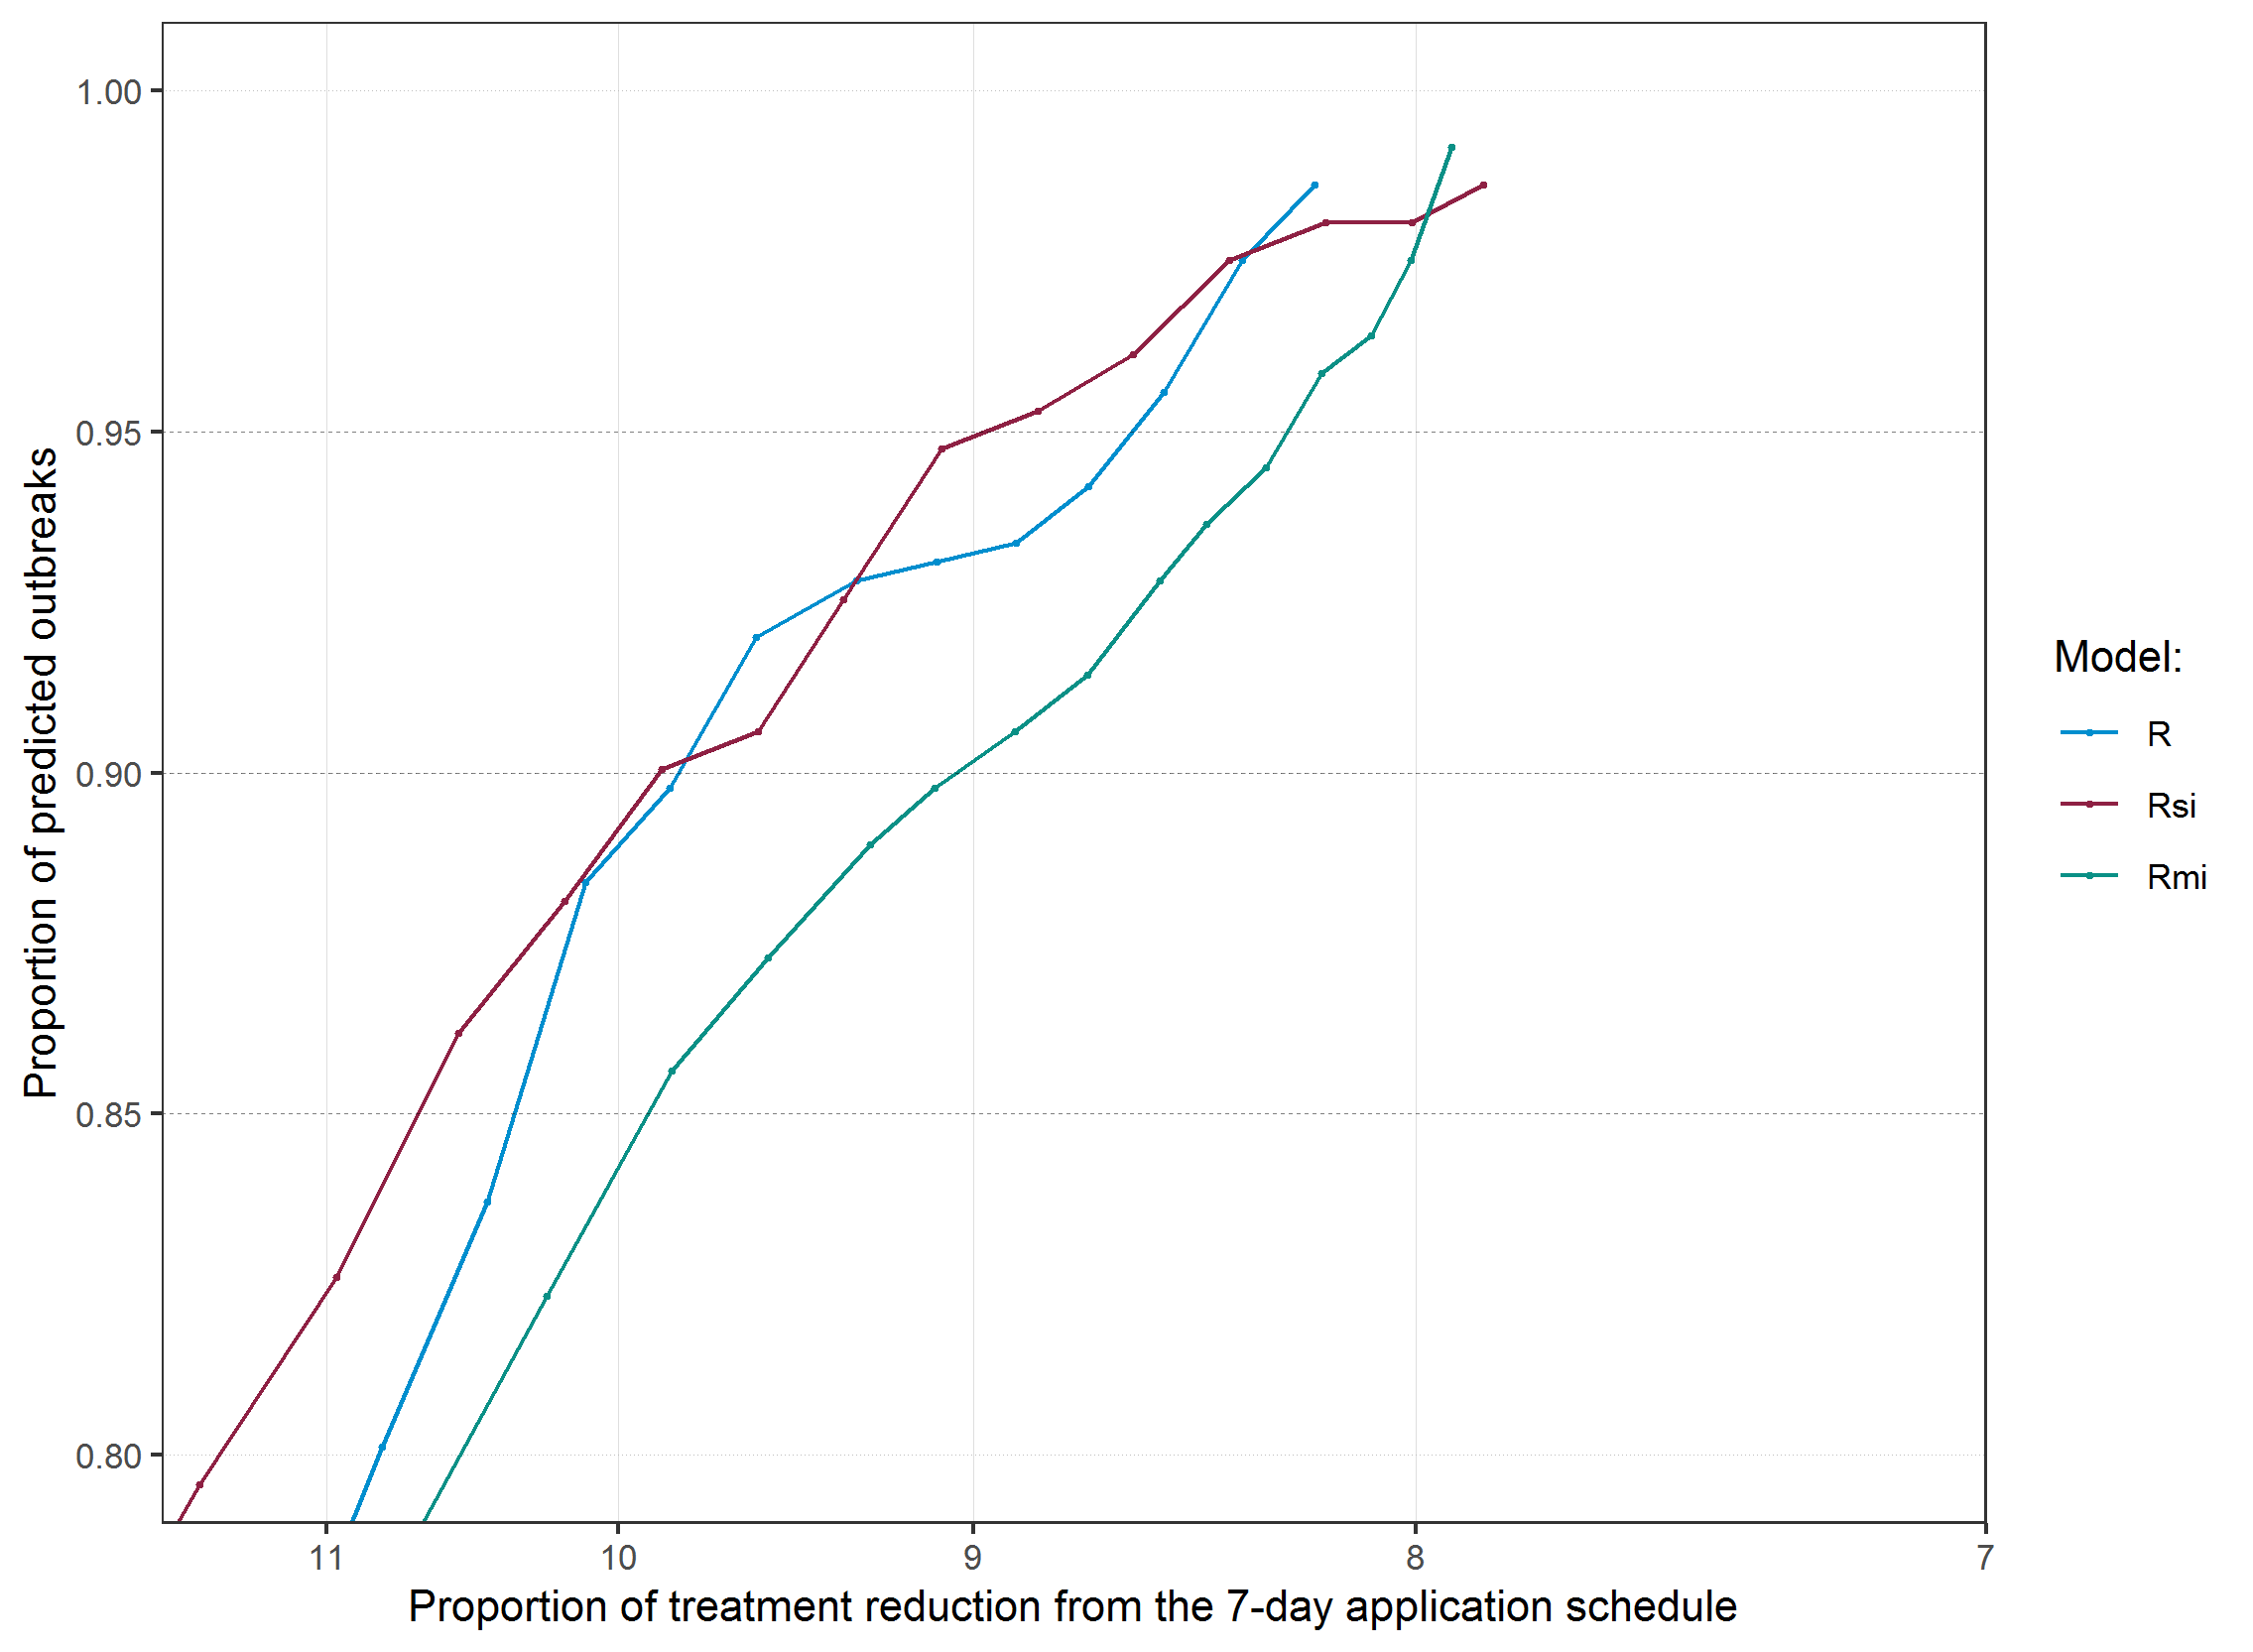 1.00
0.95
0.90
0.85
0.80
Proportion of predicted outbreaks
11 10 9 8 7
Proportion of treatment reduction from the 7-day application schedule
Model:
R
Rsi
Rmi